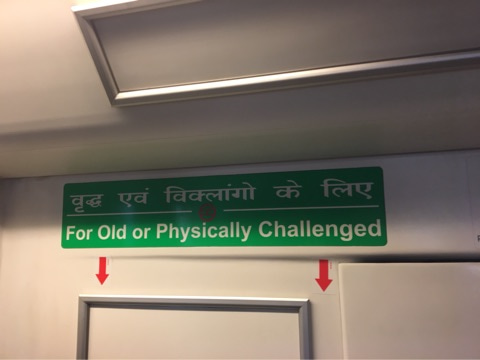 वृद्ध एवं विक्लांगो के लिए
For Old or Physically Challenged